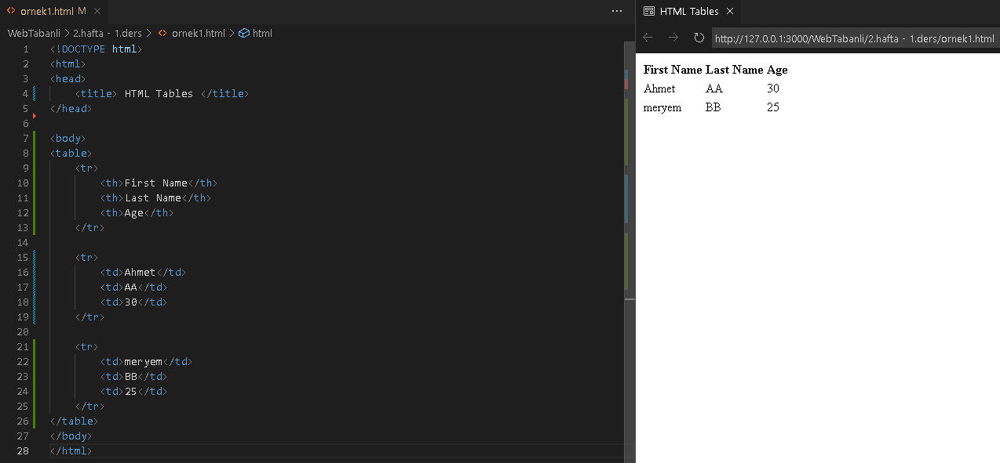 ornek1.html M
WebTabanli > 2.hafta - 1.ders > ornek1.html > html
1 <!DOCTYPE html>
2 <html>
3 <head>
4     <title> HTML Tables </title>
5 </head>
6
7 <body>
8 <table>
9     <tr>
10         <th>First Name</th>
11         <th>Last Name</th>
12         <th>Age</th>
13     </tr>
14
15     <tr>
16         <td>Ahmet</td>
17         <td>AA</td>
18         <td>30</td>
19     </tr>
20
21     <tr>
22         <td>meryem</td>
23         <td>BB</td>
24         <td>25</td>
25     </tr>
26 </table>
27 </body>
28 </html>
HTML Tables
http://127.0.0.1:3000/WebTabanli/2.hafta - 1.ders/ornek1.html
First Name Last Name Age
Ahmet AA 30
meryem BB 25